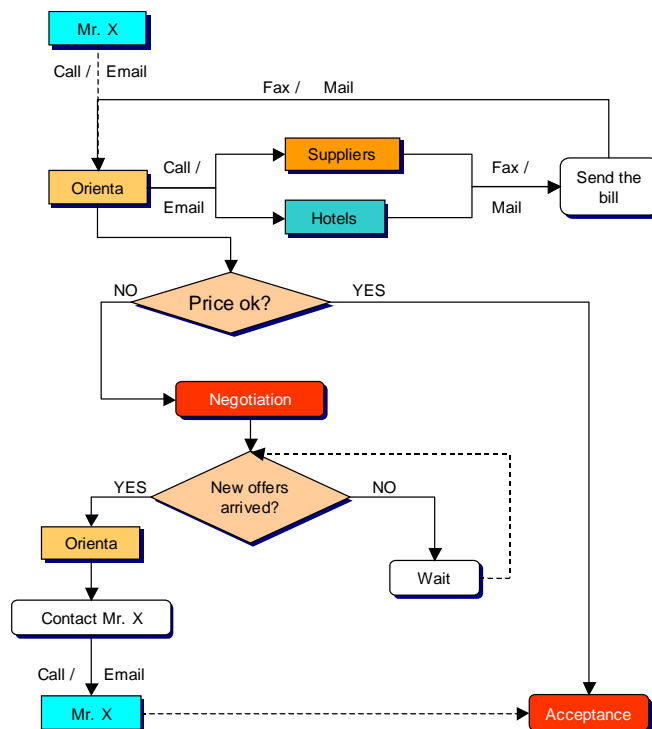 Mr. X
Call / Email
Fax / Mail
Orienta
Call /
Email
Suppliers
Hotels
Fax /
Mail
Send the
bill
NO
Price ok?
YES
Negotiation
YES
New offers
arrived?
NO
Orienta
Wait
Contact Mr. X
Call / Email
Mr. X
Acceptance